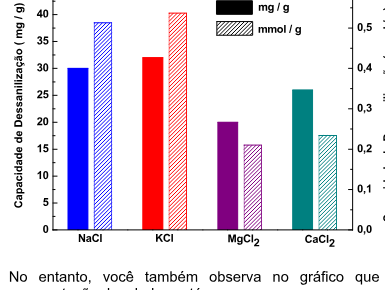 Capacidade de Dessanilização ( mg / g)
40
35
30
25
20
15
10
5
0
mg / g
mmol / g
0,5
0,4
0,3
0,2
0,1
0,0
NaCl
KCl
MgCl2
CaCl2
No entanto, você também observa no gráfico que